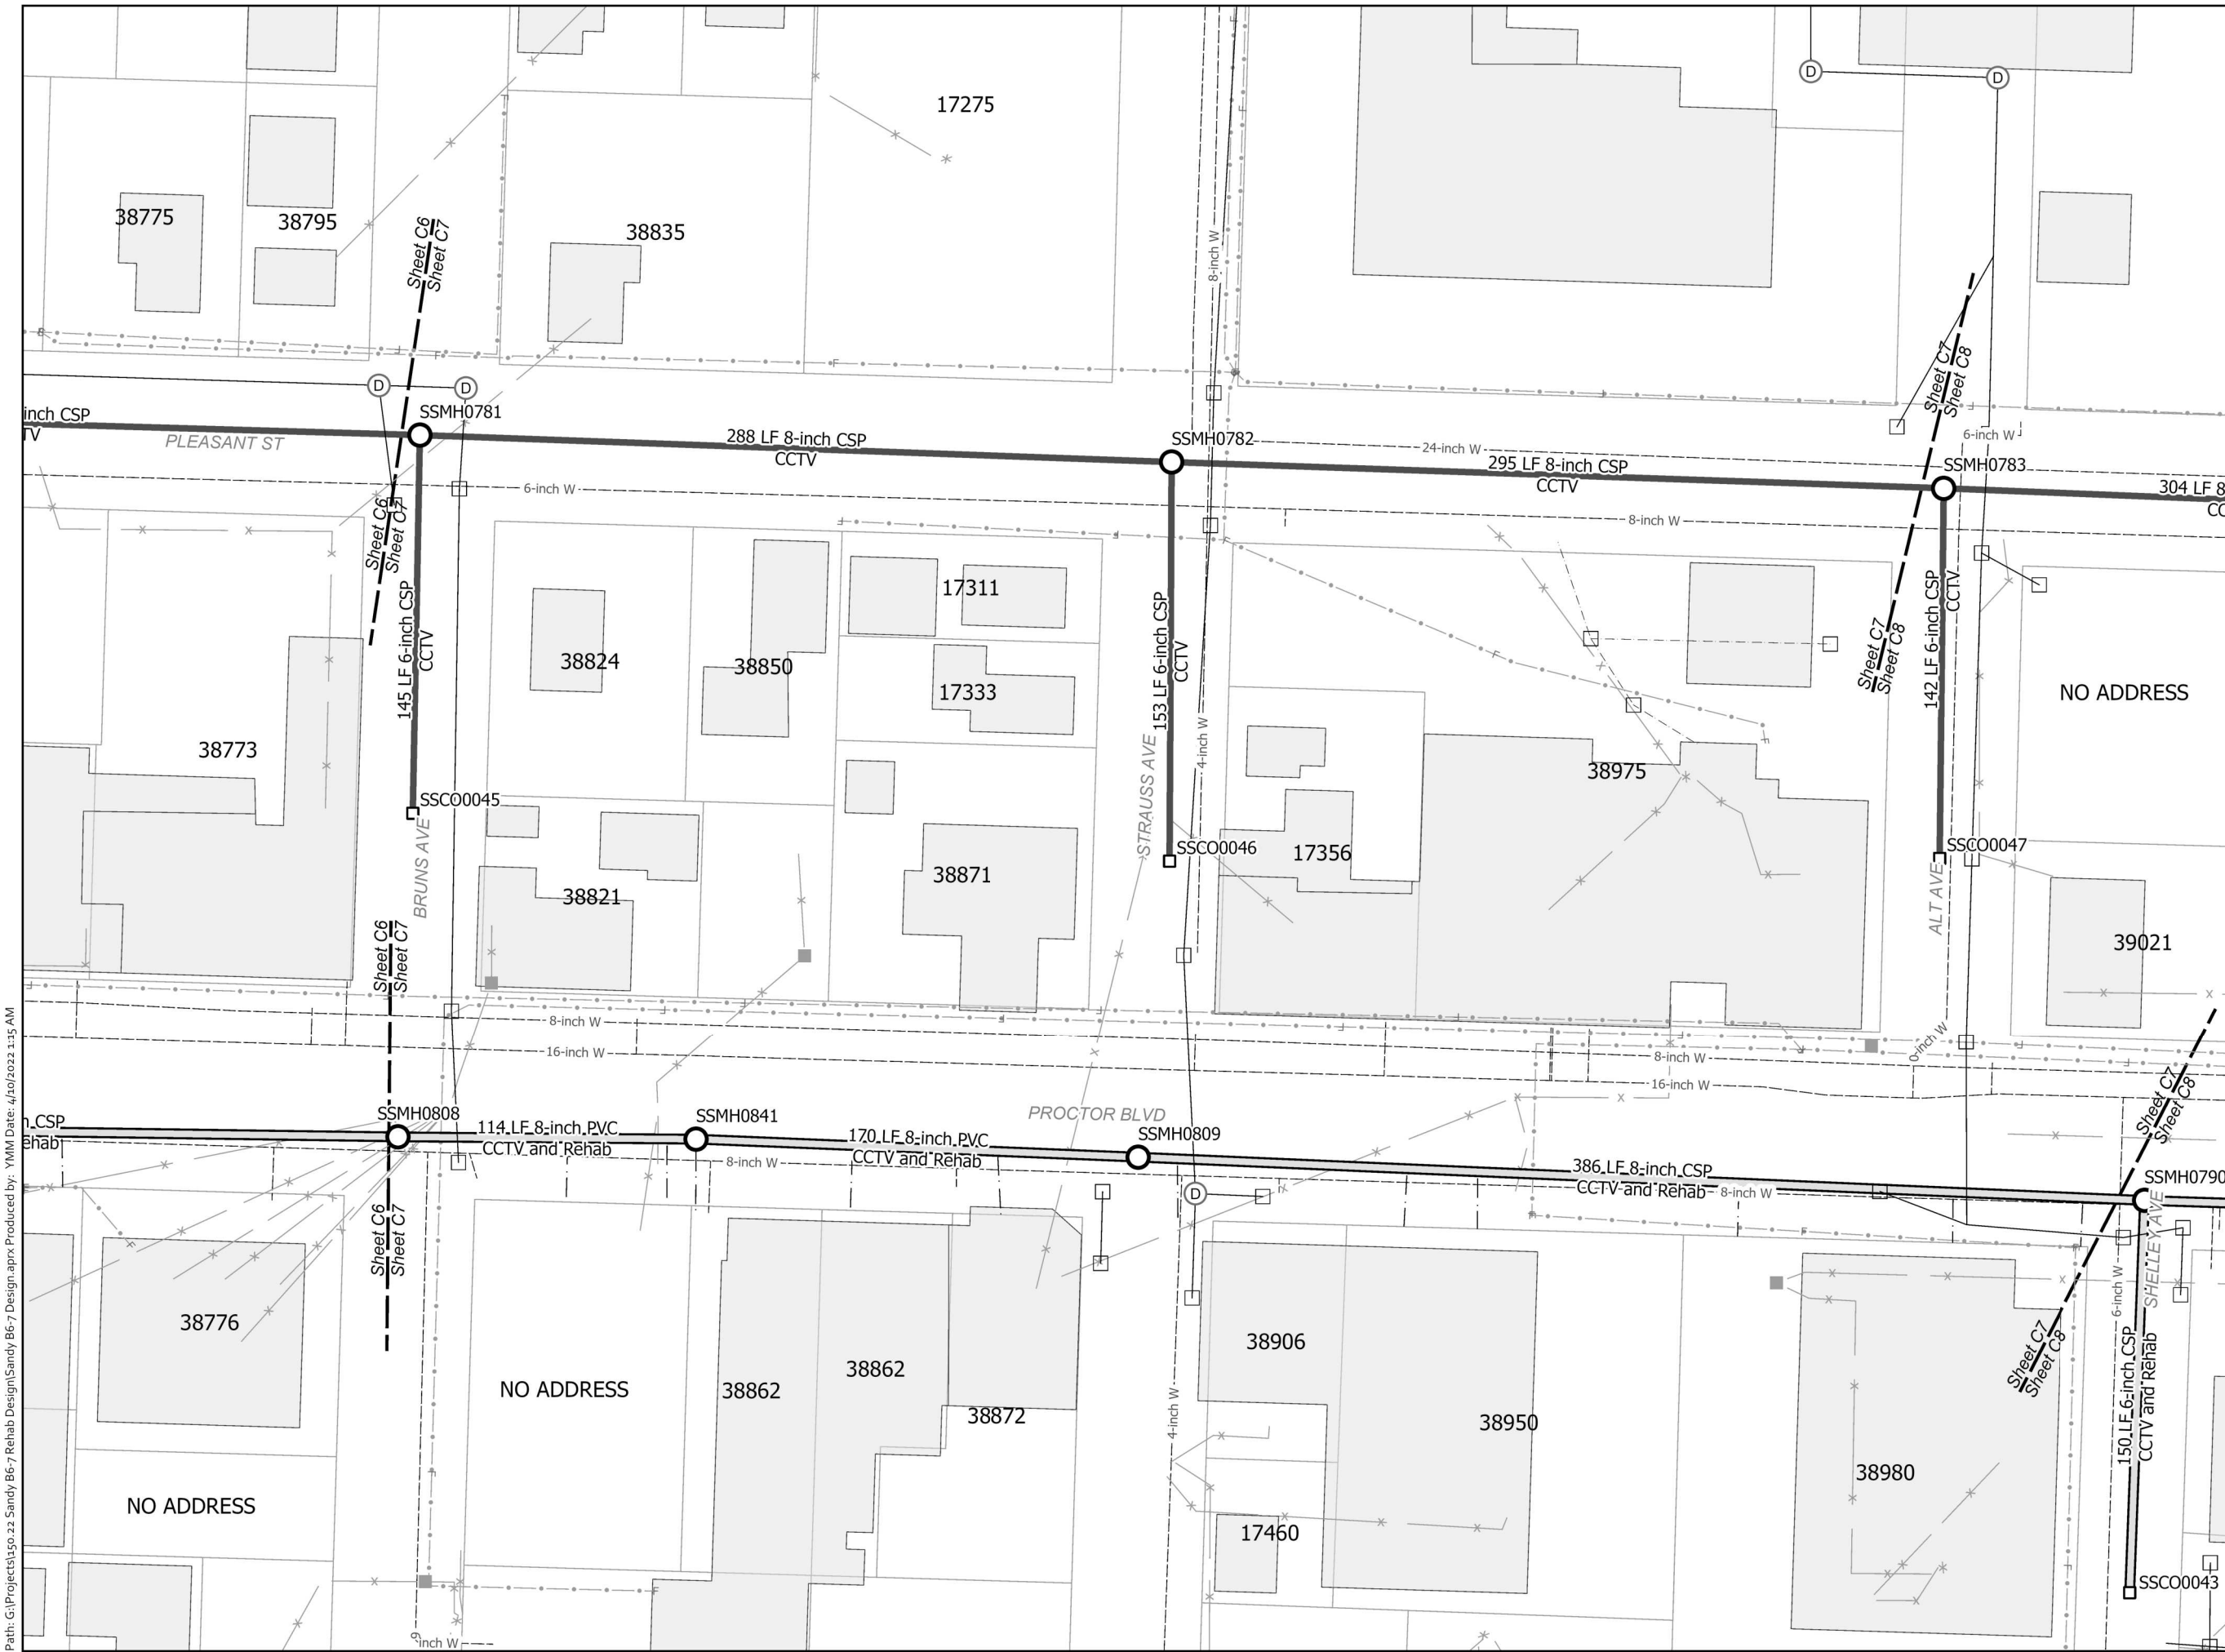 17275
38775
38795
38835
Sheet C6
Sheet C7
8-inch W
Sheet C7
Sheet C8
inch CSP
TV
PLEASANT ST
SSMH0781
288 LF 8-inch CSP
CCTV
SSMH0782
24-inch W
295 LF 8-inch CSP
CCTV
6-inch W
SSMH0783
304 LF 8
CC
6-inch W
8-inch W
Sheet C6
Sheet C7
145 LF 6-inch CSP
CCTV
38824
38850
17311
17333
153 LF 6-inch CSP
CCTV
4-inch W
Sheet C7
Sheet C8
142 LF 6-inch CSP
CCTV
NO ADDRESS
38773
38975
SSCO0045
BRUNS AVE
STRAUSS AVE
SSCO0046
17356
SSCO0047
ALT AVE
38821
38871
39021
Sheet C6
Sheet C7
8-inch W
16-inch W
8-inch W
16-inch W
0-inch W
Sheet C7
Sheet C8
CSP
ehab
SSMH0808
114 LF 8-inch PVC
CCTV and Rehab
SSMH0841
8-inch W
170 LF 8-inch PVC
CCTV and Rehab
PROCTOR BLVD
SSMH0809
386 LF 8-inch CSP
CCTV and Rehab
8-inch W
SSMH0790
SHELLEY AVE
Sheet C6
Sheet C7
D
D
D
D
D
38776
NO ADDRESS
38862
38862
38872
38906
38950
38980
4-inch W
6-inch W
Sheet C7
Sheet C8
150 LF 6-inch CSP
CCTV and Rehab
NO ADDRESS
17460
SSCO0043
6
inch W
Path: G:\Projects\150.22 Sandy B6-7 Rehab Design\Sandy B6-7 Design.aprx Produced by: YMM Date: 4/10/2022 1:15 AM